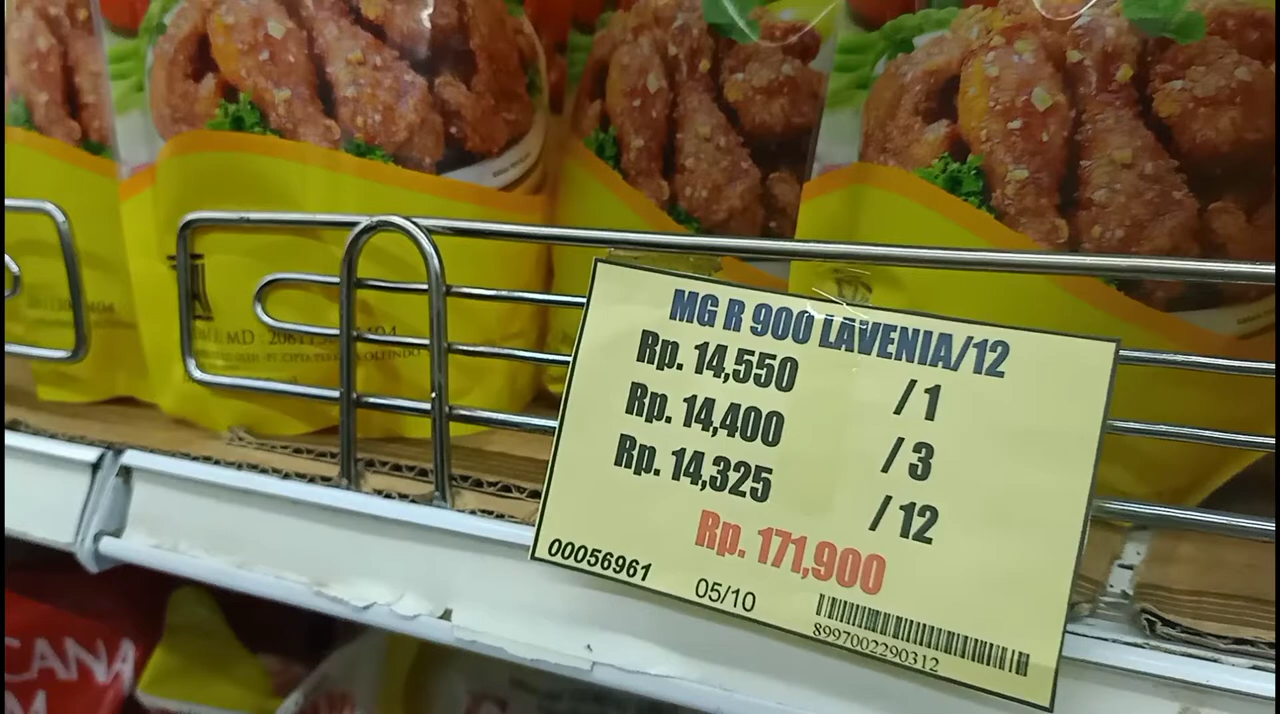 MG R 900 LAVENIA/12
Rp. 14,550 /1
Rp. 14,400 /3
Rp. 14,325 /12
Rp. 171,900
00056961
05/10
8997002290312
CANA